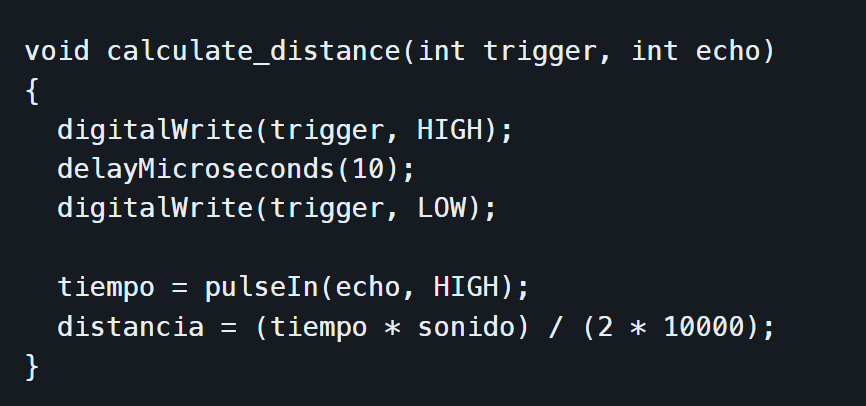 void calculate_distance(int trigger, int echo)
{
  digitalWrite(trigger, HIGH);
  delayMicroseconds(10);
  digitalWrite(trigger, LOW);

  tiempo = pulseIn(echo, HIGH);
  distancia = (tiempo * sonido) / (2 * 10000);
}